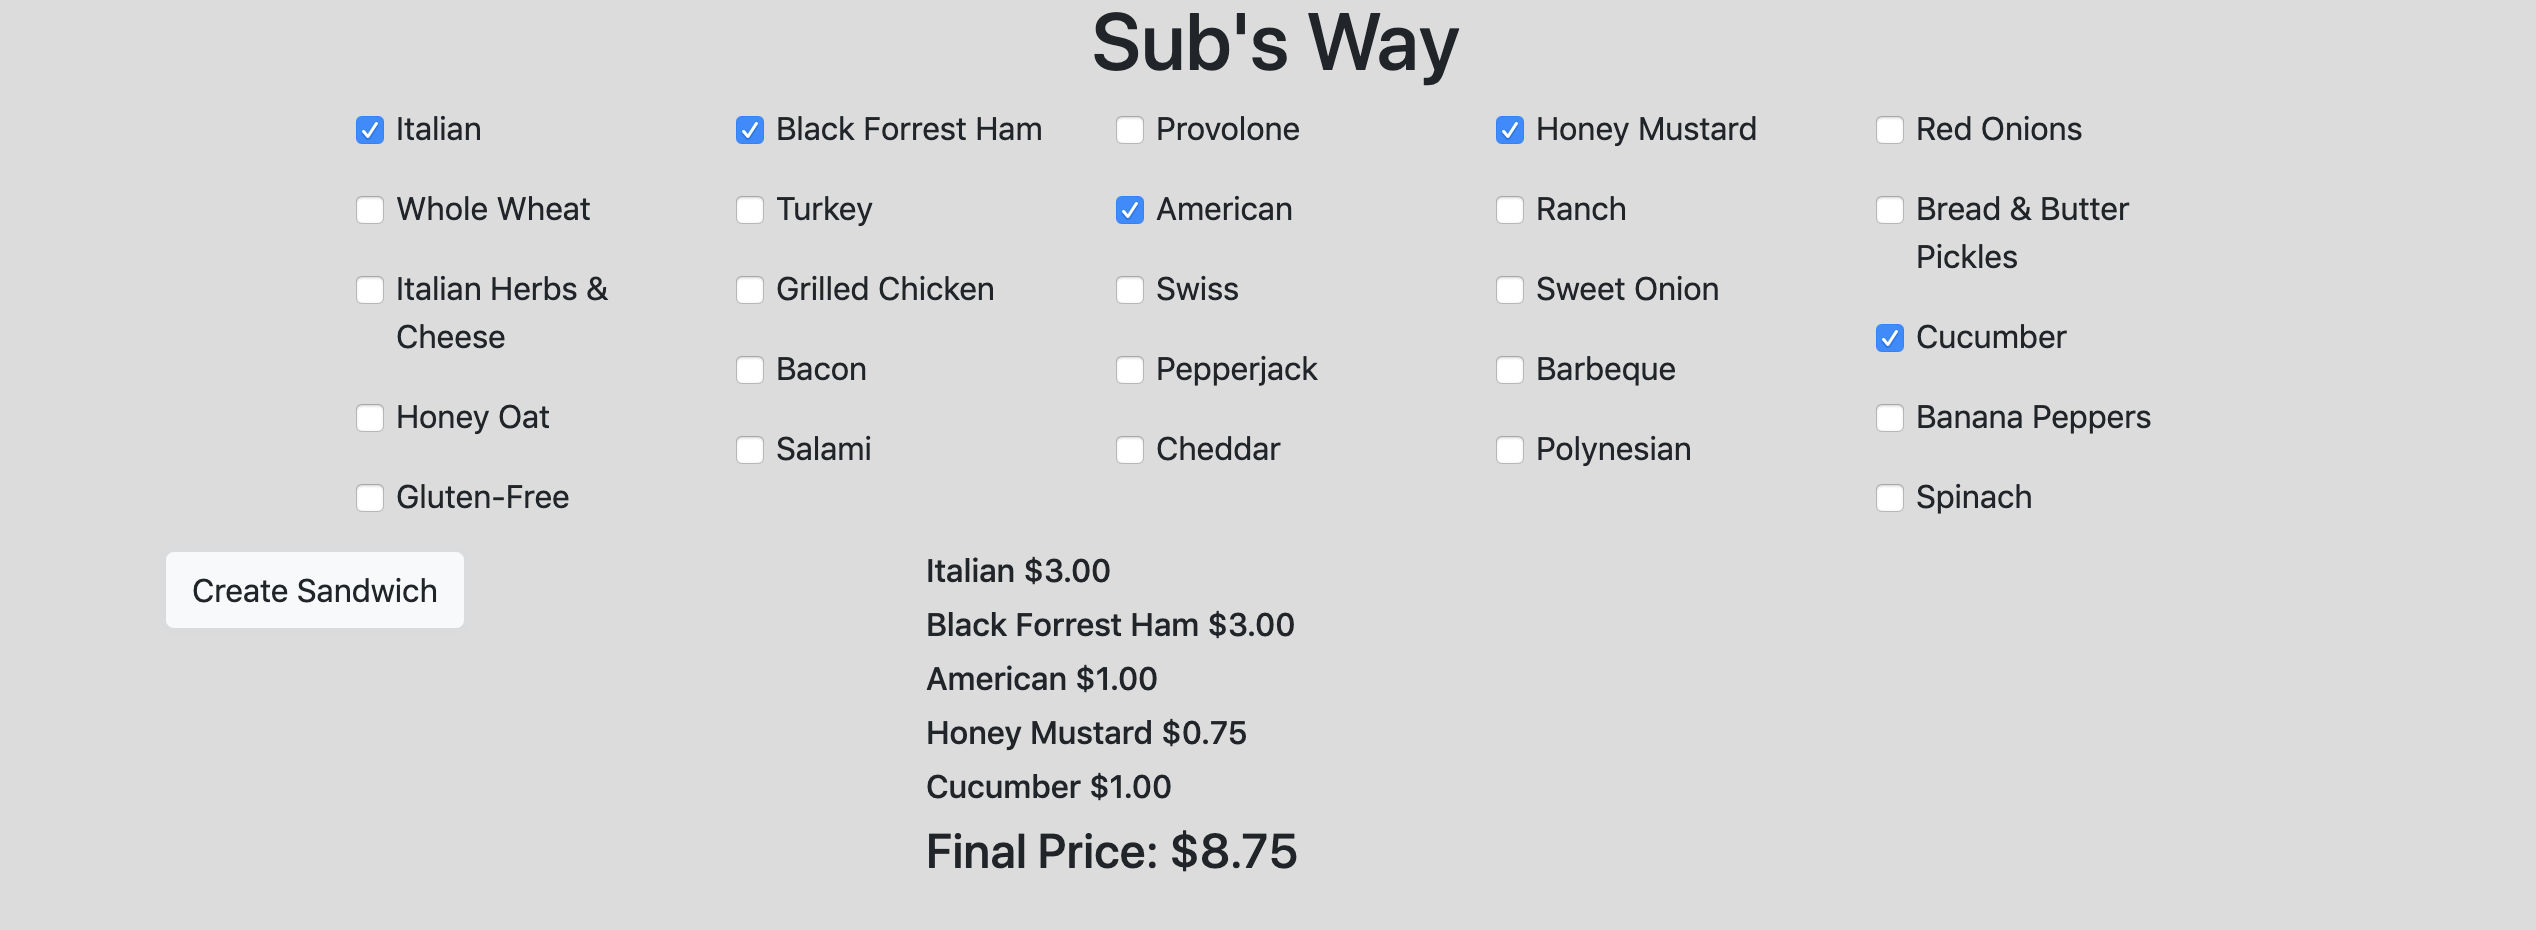 Sub's Way
Italian
Whole Wheat
Italian Herbs &
Cheese
Honey Oat
Gluten-Free
Black Forrest Ham
Turkey
Grilled Chicken
Bacon
Salami
Provolone
American
Swiss
Pepperjack
Cheddar
Honey Mustard
Ranch
Sweet Onion
Barbeque
Polynesian
Red Onions
Bread & Butter
Pickles
Cucumber
Banana Peppers
Spinach
Create Sandwich
Italian $3.00
Black Forrest Ham $3.00
American $1.00
Honey Mustard $0.75
Cucumber $1.00
Final Price: $8.75